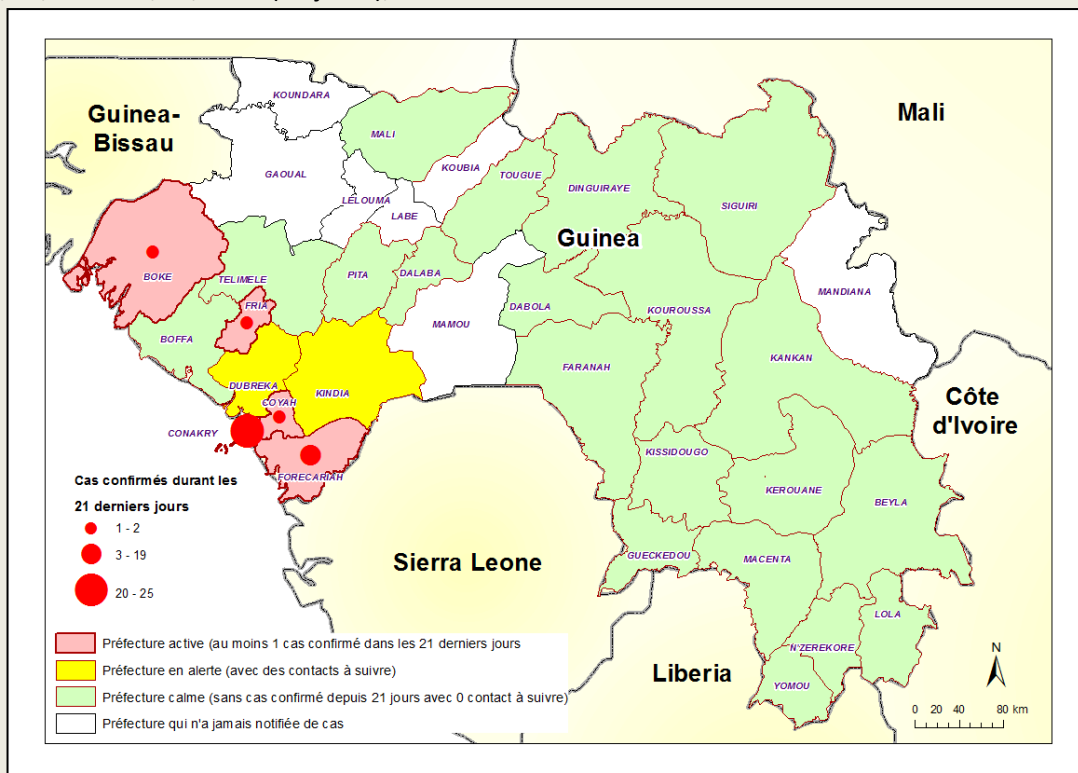 KOUNDARA
Guinea-
Bissau
Mali
MALI
KOUBIA
GAOUAL
TOUGUE
DINGUIRAYE
LELOUMA
LABE
SIGUIRI
Guinea
BOKE
TELIMELE
PITA
DALABA
MANDIANA
FRIA
DABOLA
KOUROUSSA
MAMOU
BOFFA
KANKAN
FARANAH
DUBREKA
KINDIA
COYAH
Côte
d'Ivoire
CONAKRY
KISSIDOUGO
FORECARIAH
KEROUANE
BEYLA
Cas confirmés durant les
21 derniers jours
1 - 2
3 - 19
20 - 25
Sierra Leone
GUECKEDOU
MACENTA
LOLA
N'ZEREKORE
Liberia
YOMOU
N
0 20 40 80 km
Préfecture active (au moins 1 cas confirmé dans les 21 derniers jours
Préfecture en alerte (avec des contacts à suivre)
Préfecture calme (sans cas confirmé depuis 21 jours avec 0 contact à suivre)
Préfecture qui n'a jamais notifiée de cas